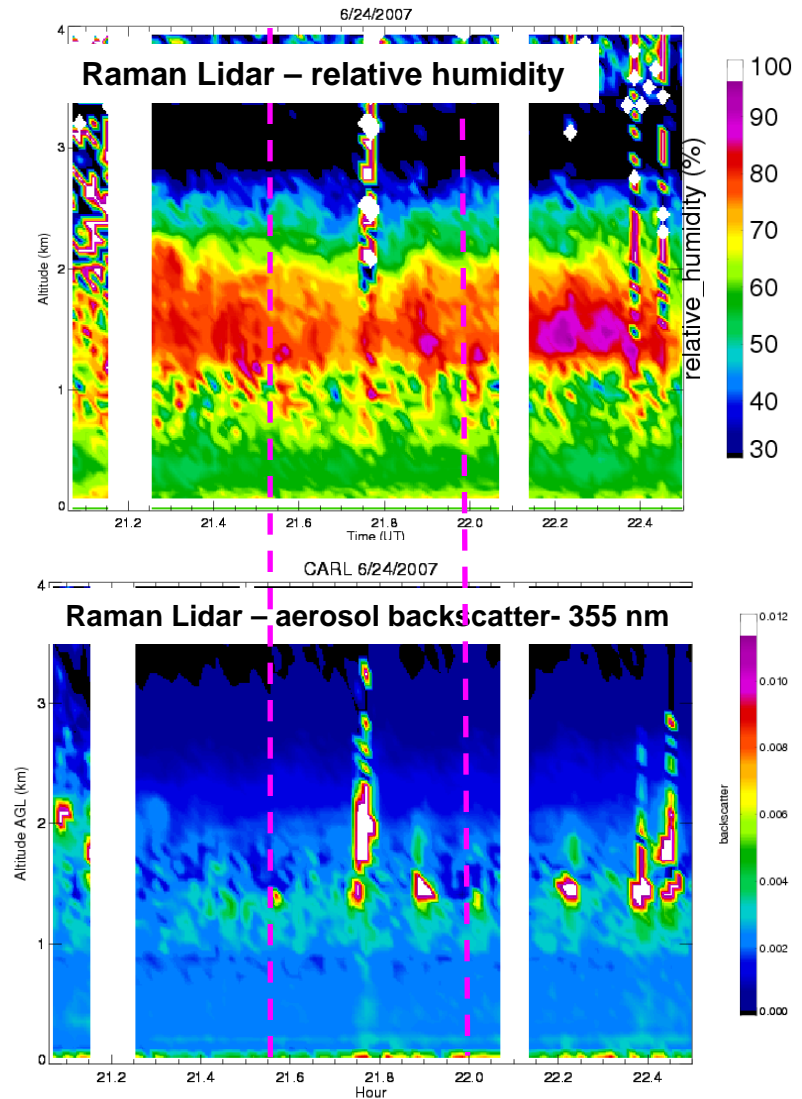 6/24/2007
Raman Lidar – relative humidity
4
3
2
1
0
Altitude (km)
21.2 21.4 21.6 21.8 22.0 22.2 22.4
Time (UT)
relative_humidity (%)
100
90
80
70
60
50
40
30
CARL 6/24/2007
Raman Lidar – aerosol backscatter- 355 nm
4
3
2
1
0
Altitude AGL (km)
21.2 21.4 21.6 21.8 22.0 22.2 22.4
Hour
backscatter
0.012
0.010
0.008
0.006
0.004
0.002
0.000